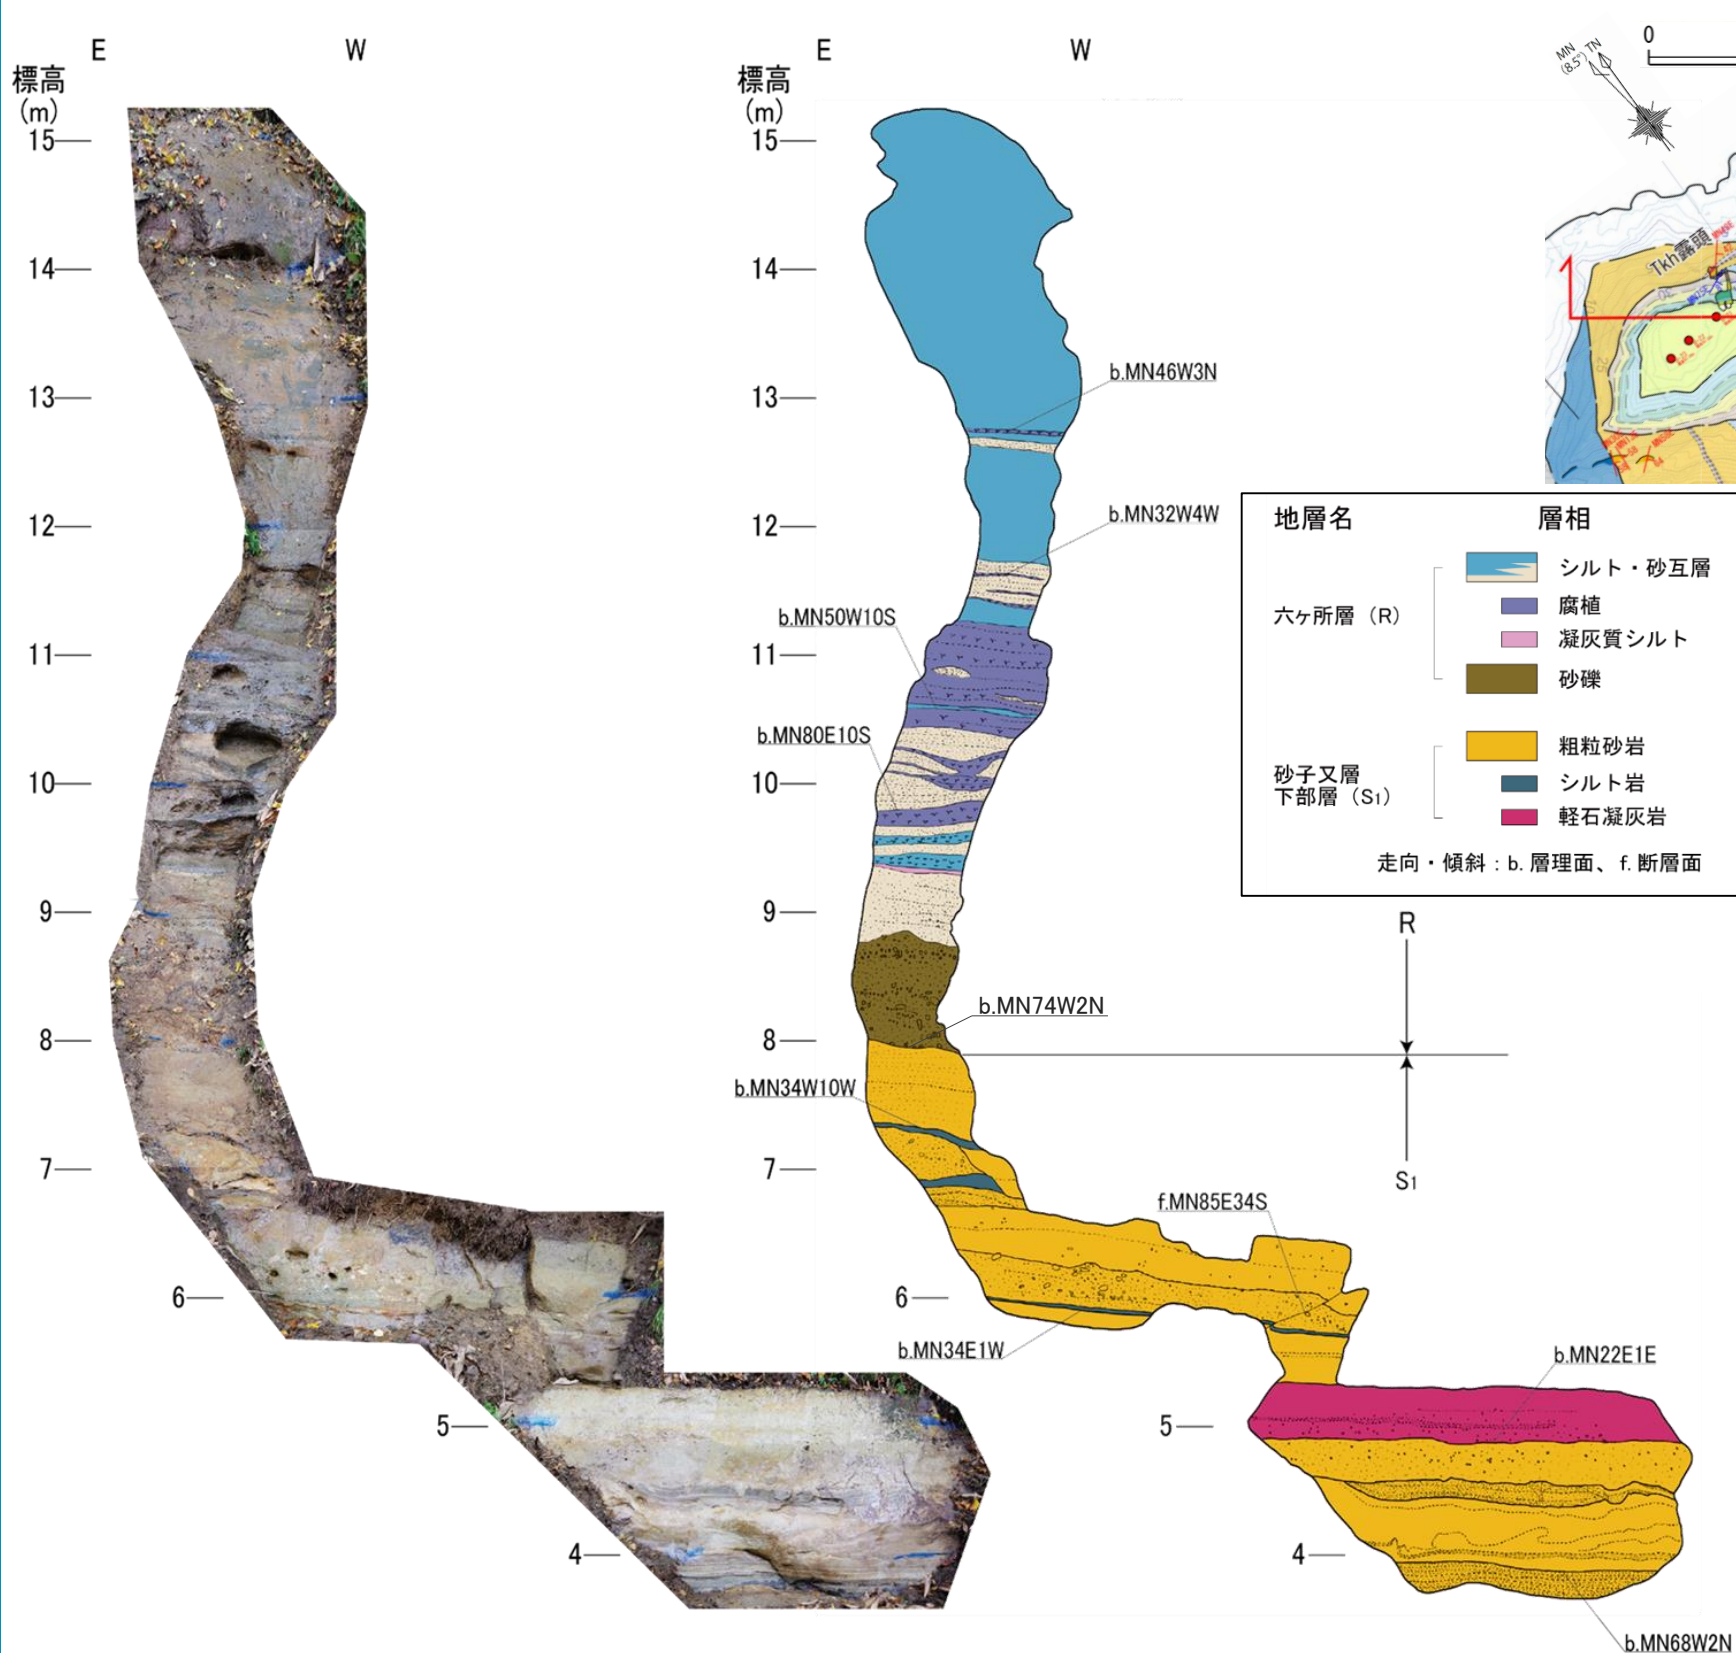 E
W
標高
(m)
15
14
13
12
11
10
9
8
7
6
5
4
E
W
標高
(m)
15
14
13
12
11
10
9
8
7
6
5
4
b.MN46W3N
b.MN32W4W
b.MN50W10S
b.MN80E10S
b.MN74W2N
b.MN34W10W
f.MN85E34S
b.MN34E1W
b.MN22E1E
b.MN68W2N
R
S1
MN
(8.5°)
TN
0
Tkh露頭
地層名
層相
シルト・砂互層
腐植
六ヶ所層（R）
凝灰質シルト
砂礫
粗粒砂岩
砂子又層
下部層（S1）
シルト岩
軽石凝灰岩
走向・傾斜：b. 層理面、f. 断層面